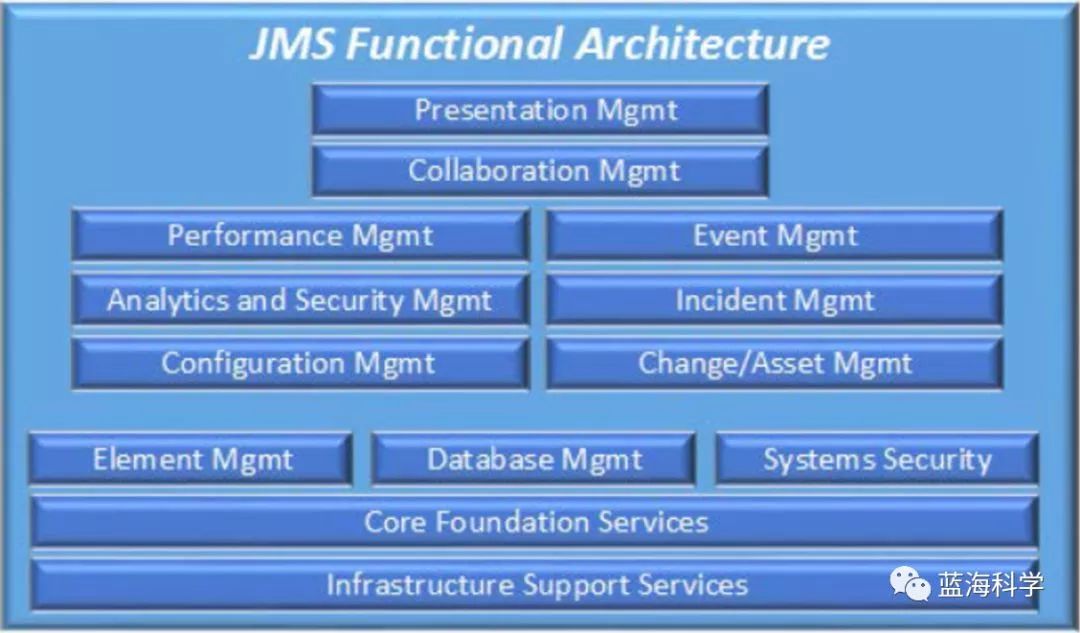 JMS Functional Architecture
Presentation Mgmt
Collaboration Mgmt
Performance Mgmt
Event Mgmt
Analytics and Security Mgmt
Incident Mgmt
Configuration Mgmt
Change/Asset Mgmt
Element Mgmt
Database Mgmt
Systems Security
Core Foundation Services
Infrastructure Support Services
蓝海科学